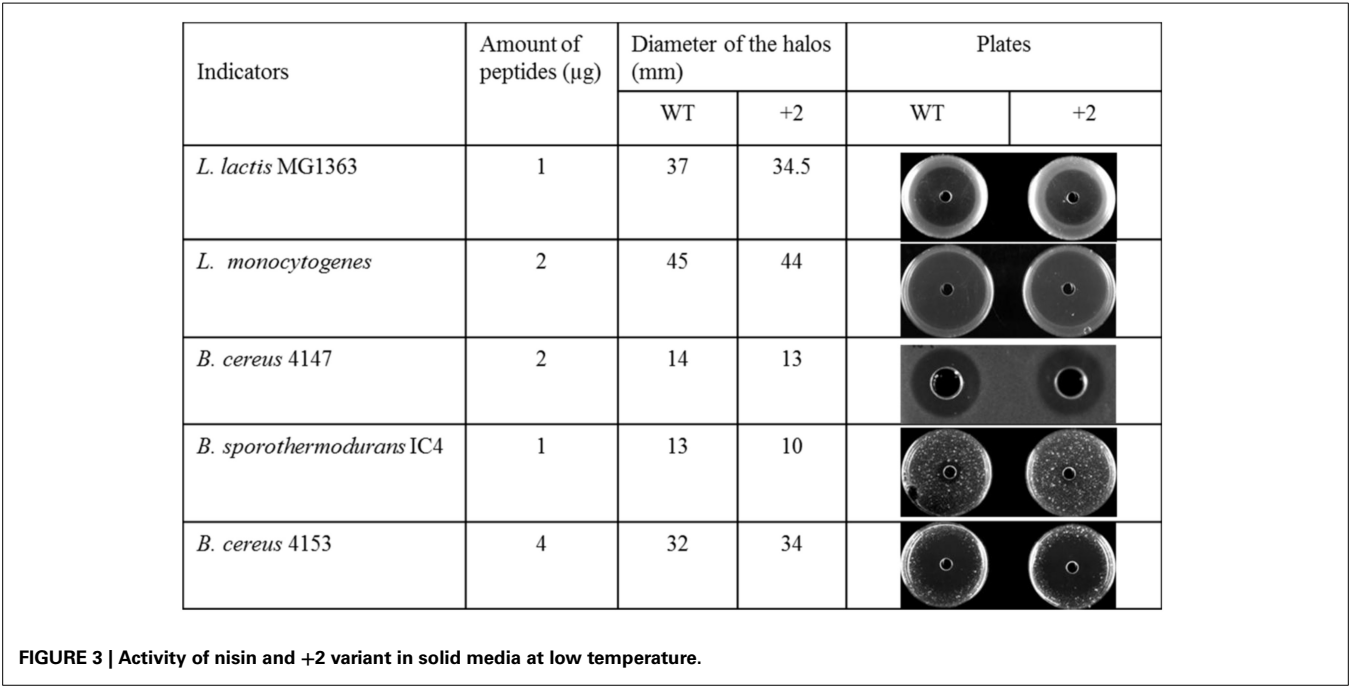 Indicators
Amount of
peptides (µg)
Diameter of the halos
(mm)
Plates
WT
+2
WT
+2
L. lactis MG1363
1
37
34.5
L. monocytogenes
2
45
44
B. cereus 4147
2
14
13
B. sporothermodurans IC4
1
13
10
B. cereus 4153
4
32
34
FIGURE 3 | Activity of nisin and +2 variant in solid media at low temperature.